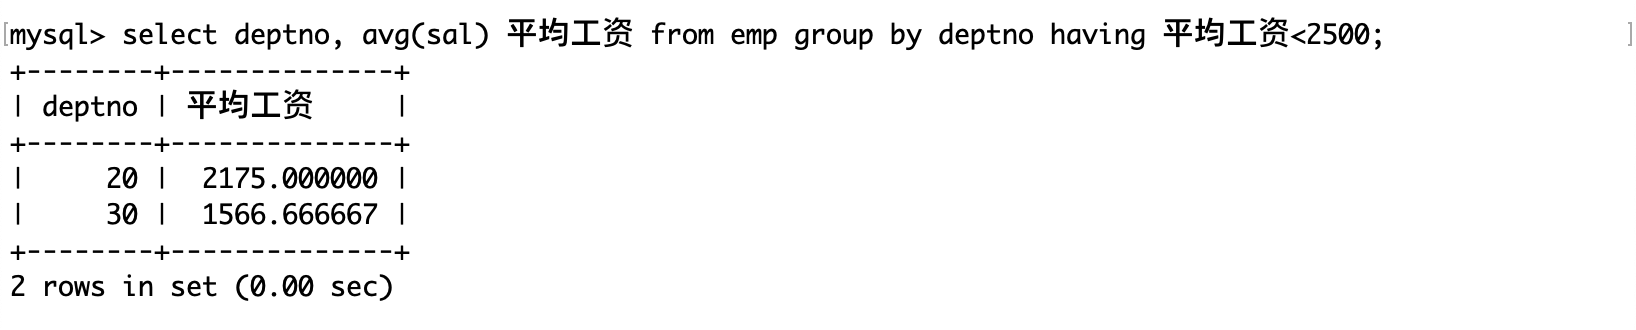 [mysql> select deptno, avg(sal) 平均工资 from emp group by deptno having 平均工资<2500; ]
+--------+--------------+
| deptno | 平均工资     |
+--------+--------------+
|     20 |  2175.000000 |
|     30 |  1566.666667 |
+--------+--------------+
2 rows in set (0.00 sec)